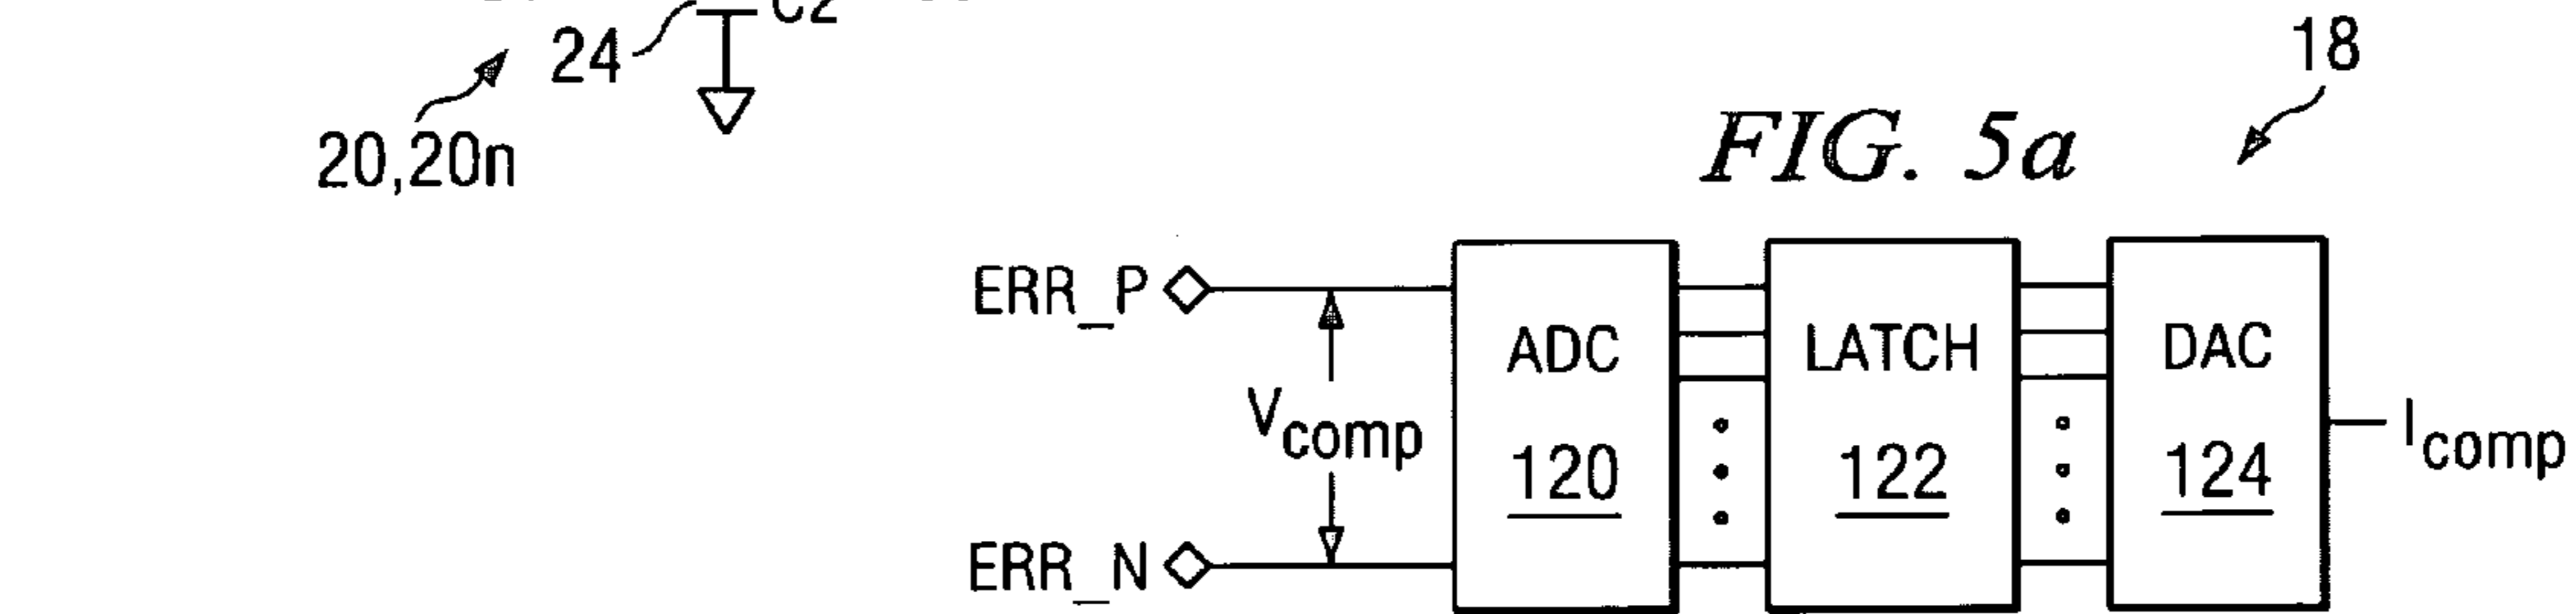 C2
24
18
20,20n
FIG. 5a
ERR_P
ADC
LATCH
DAC
Vcomp
Icomp
120
122
124
ERR_N